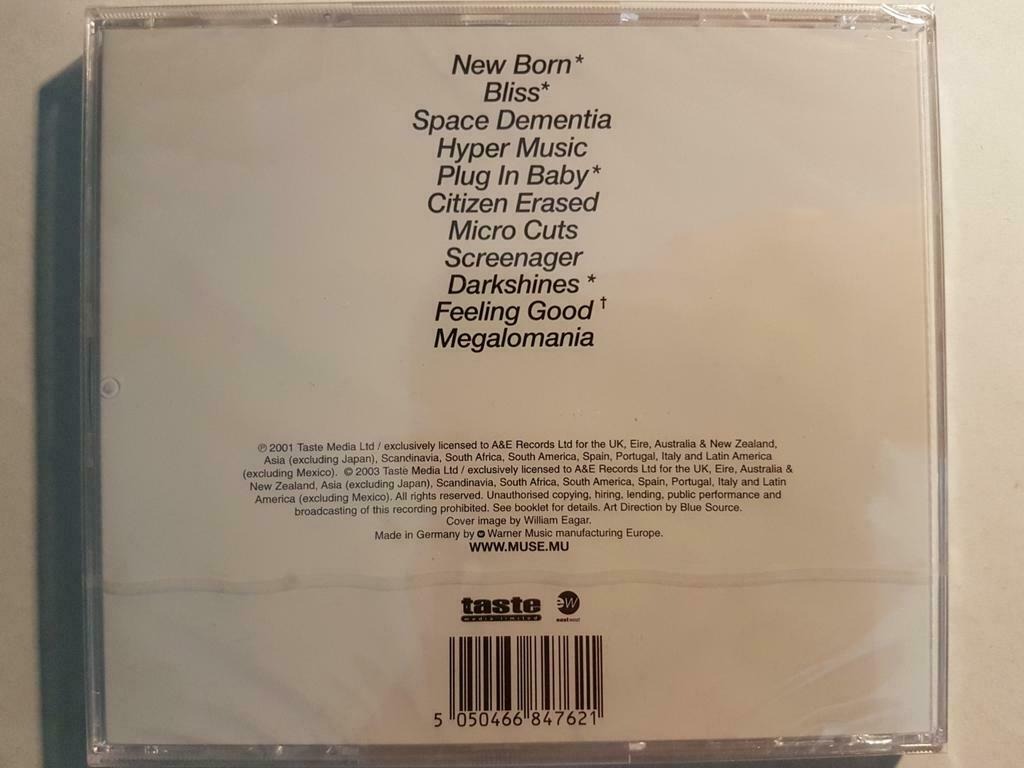 New Born*
Bliss*
Space Dementia
Hyper Music
Plug In Baby*
Citizen Erased
Micro Cuts
Screenager
Darkshines *
Feeling Good †
Megalomania
℗ 2001 Taste Media Ltd / exclusively licensed to A&E Records Ltd for the UK, Eire, Australia & New Zealand,
Asia (excluding Japan), Scandinavia, South Africa, South America, Spain, Portugal, Italy and Latin America
(excluding Mexico). © 2003 Taste Media Ltd / exclusively licensed to A&E Records Ltd for the UK, Eire, Australia &
New Zealand, Asia (excluding Japan), Scandinavia, South Africa, South America, Spain, Portugal, Italy and Latin
America (excluding Mexico). All rights reserved. Unauthorised copying, hiring, lending, public performance and
broadcasting of this recording prohibited. See booklet for details. Art Direction by Blue Source.
Cover image by William Eagar.
Made in Germany by Warner Music manufacturing Europe.
WWW.MUSE.MU
taste
media limited
ew
eastwest
5 050466 847621